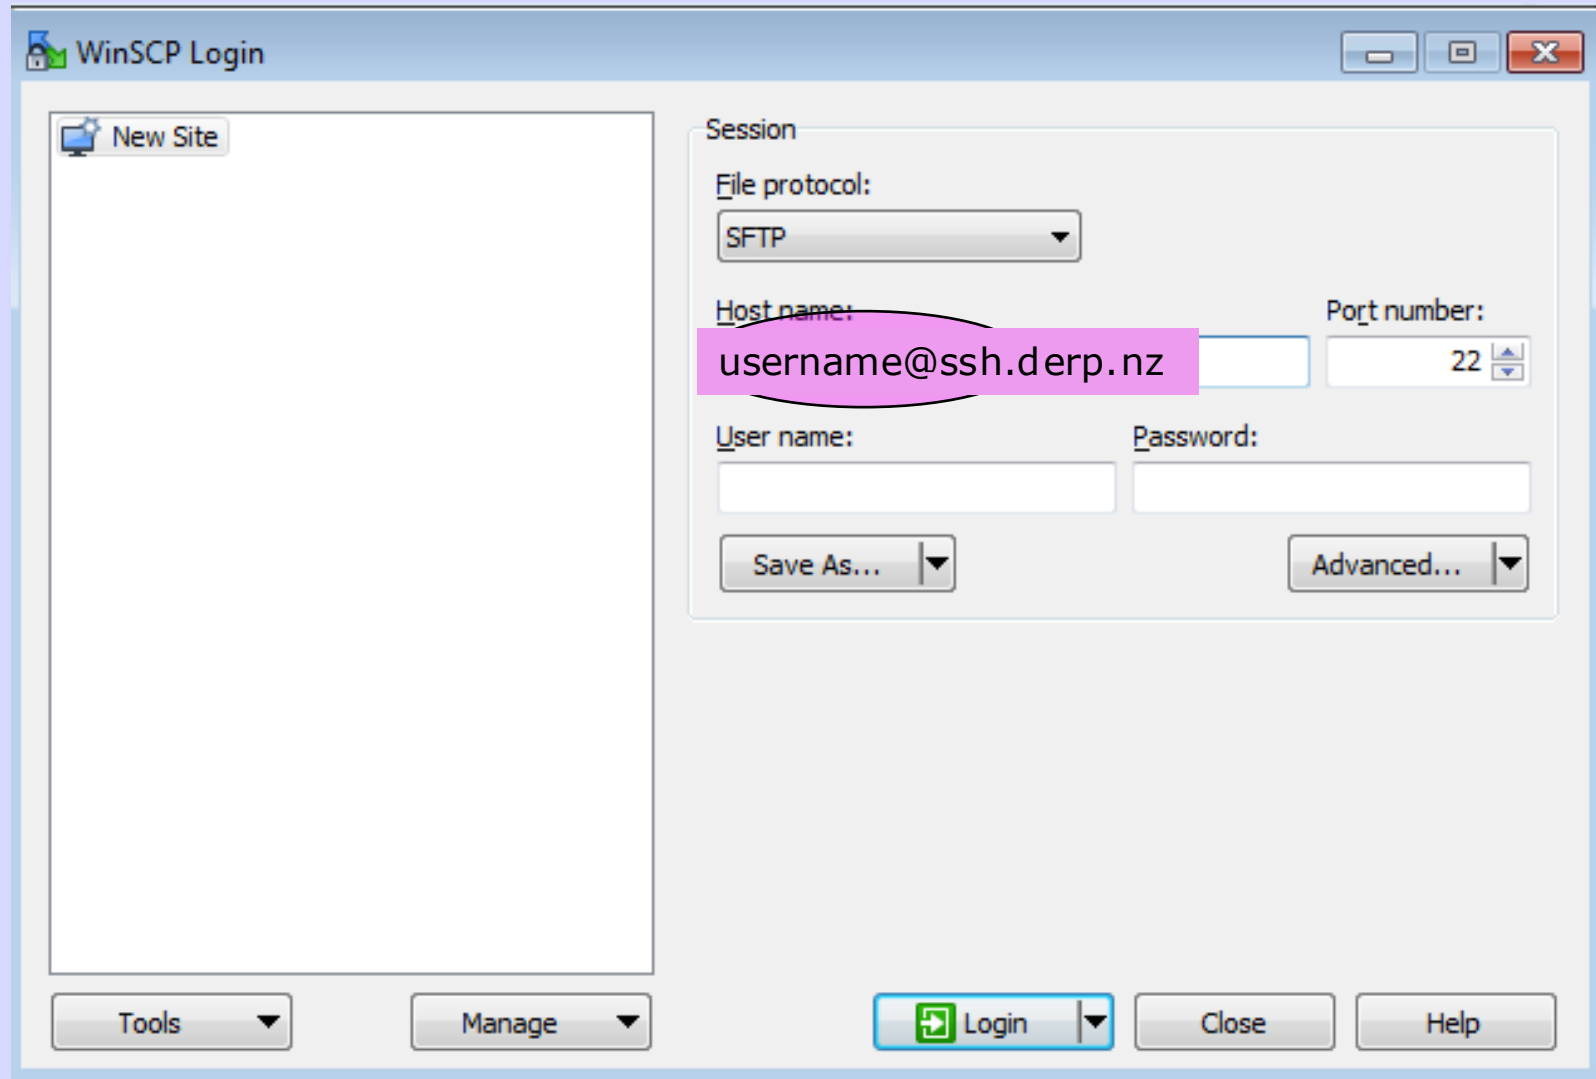 WinSCP Login
New Site
Session
File protocol:
SFTP
Host name:
Port number:
username@ssh.derp.nz
22
User name:
Password:
Save As...
Advanced...
Tools
Manage
Login
Close
Help